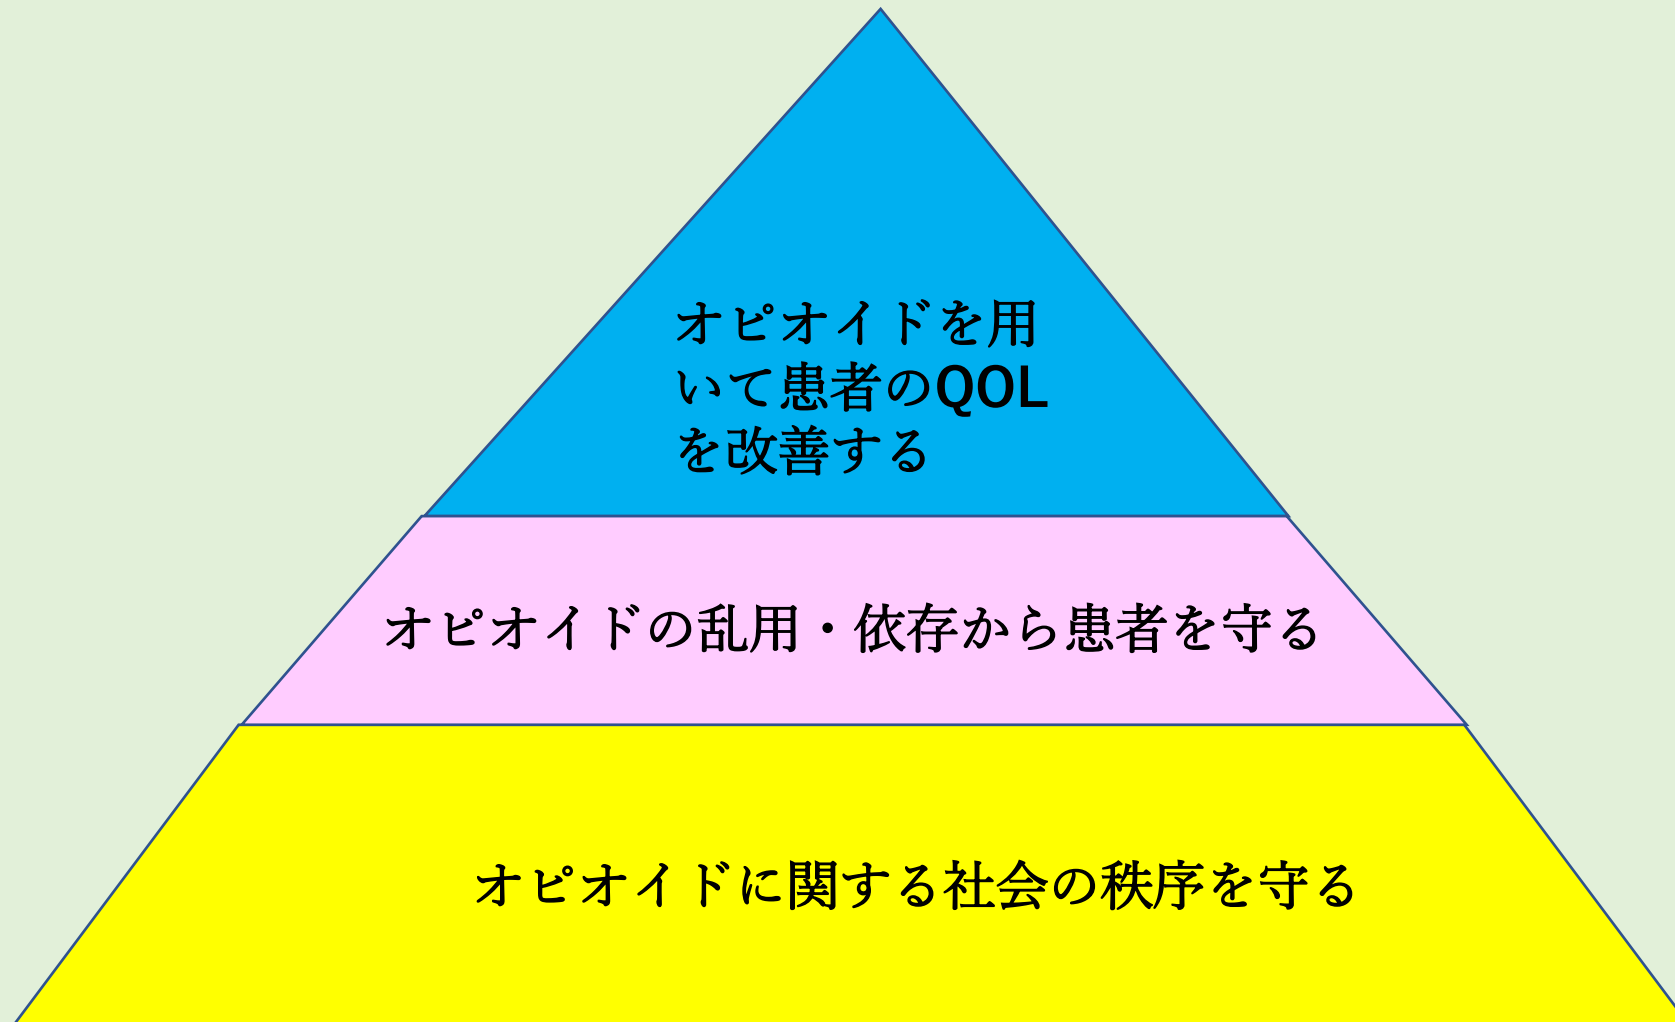 オピオイドを用
いて患者のQOL
を改善する
オピオイドの乱用・依存から患者を守る
オピオイドに関する社会の秩序を守る